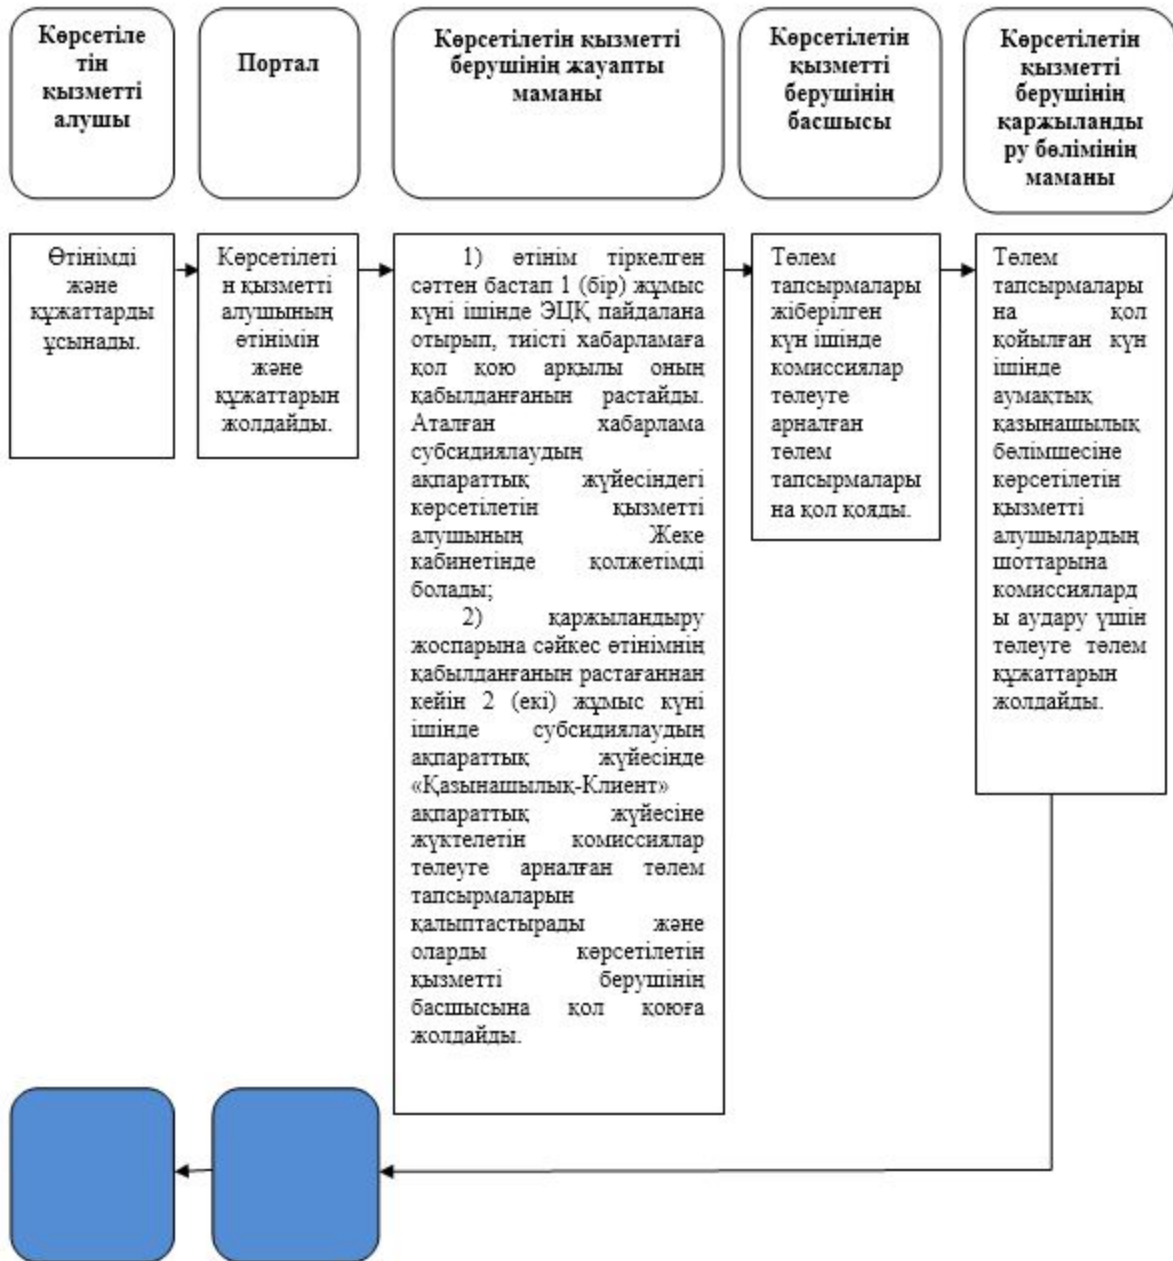 Көрсетіле
тін
қызметті
алушы
Портал
Көрсетілетін қызметті
берушінің жауапты
маманы
Көрсетілетін
қызметті
берушінің
басшысы
Көрсетілетін
қызметті
берушінің
қаржыланды
ру бөлімінің
маманы
Өтінімді
және
құжаттарды
ұсынады.
Көрсетілеті
н қызметті
алушының
өтінімін
және
құжаттарын
жолдайды.
1) өтінім тіркелген
сәттен бастап 1 (бір) жұмыс
күні ішінде ЭЦҚ пайдалана
отырып, тиісті хабарламаға
қол қою арқылы оның
қабылданғанын растайды.
Аталған хабарлама
субсидиялаудың
ақпараттық жүйесіндегі
көрсетілетін қызметті
алушының Жеке
кабинетінде қолжетімді
болады;
2) қаржыландыру
жоспарына сәйкес өтінімнің
қабылданғанын растағаннан
кейін 2 (екі) жұмыс күні
ішінде субсидиялаудың
ақпараттық жүйесінде
«Қазынашылық-Клиент»
ақпараттық жүйесіне
жүктелетін комиссиялар
төлеуге арналған төлем
тапсырмаларын
қалыптастырады және
оларды көрсетілетін
қызметті берушінің
басшысына қол қоюға
жолдайды.
Төлем
тапсырмалары
жіберілген
күн ішінде
комиссиялар
төлеуге
арналған
төлем
тапсырмалары
на қол қояды.
Төлем
тапсырмалары
на қол
қойылған күн
ішінде
аумақтық
қазынашылық
бөлімшесіне
көрсетілетін
қызметті
алушылардың
шоттарына
комиссиялард
ы аудару үшін
төлеуге төлем
құжаттарын
жолдайды.